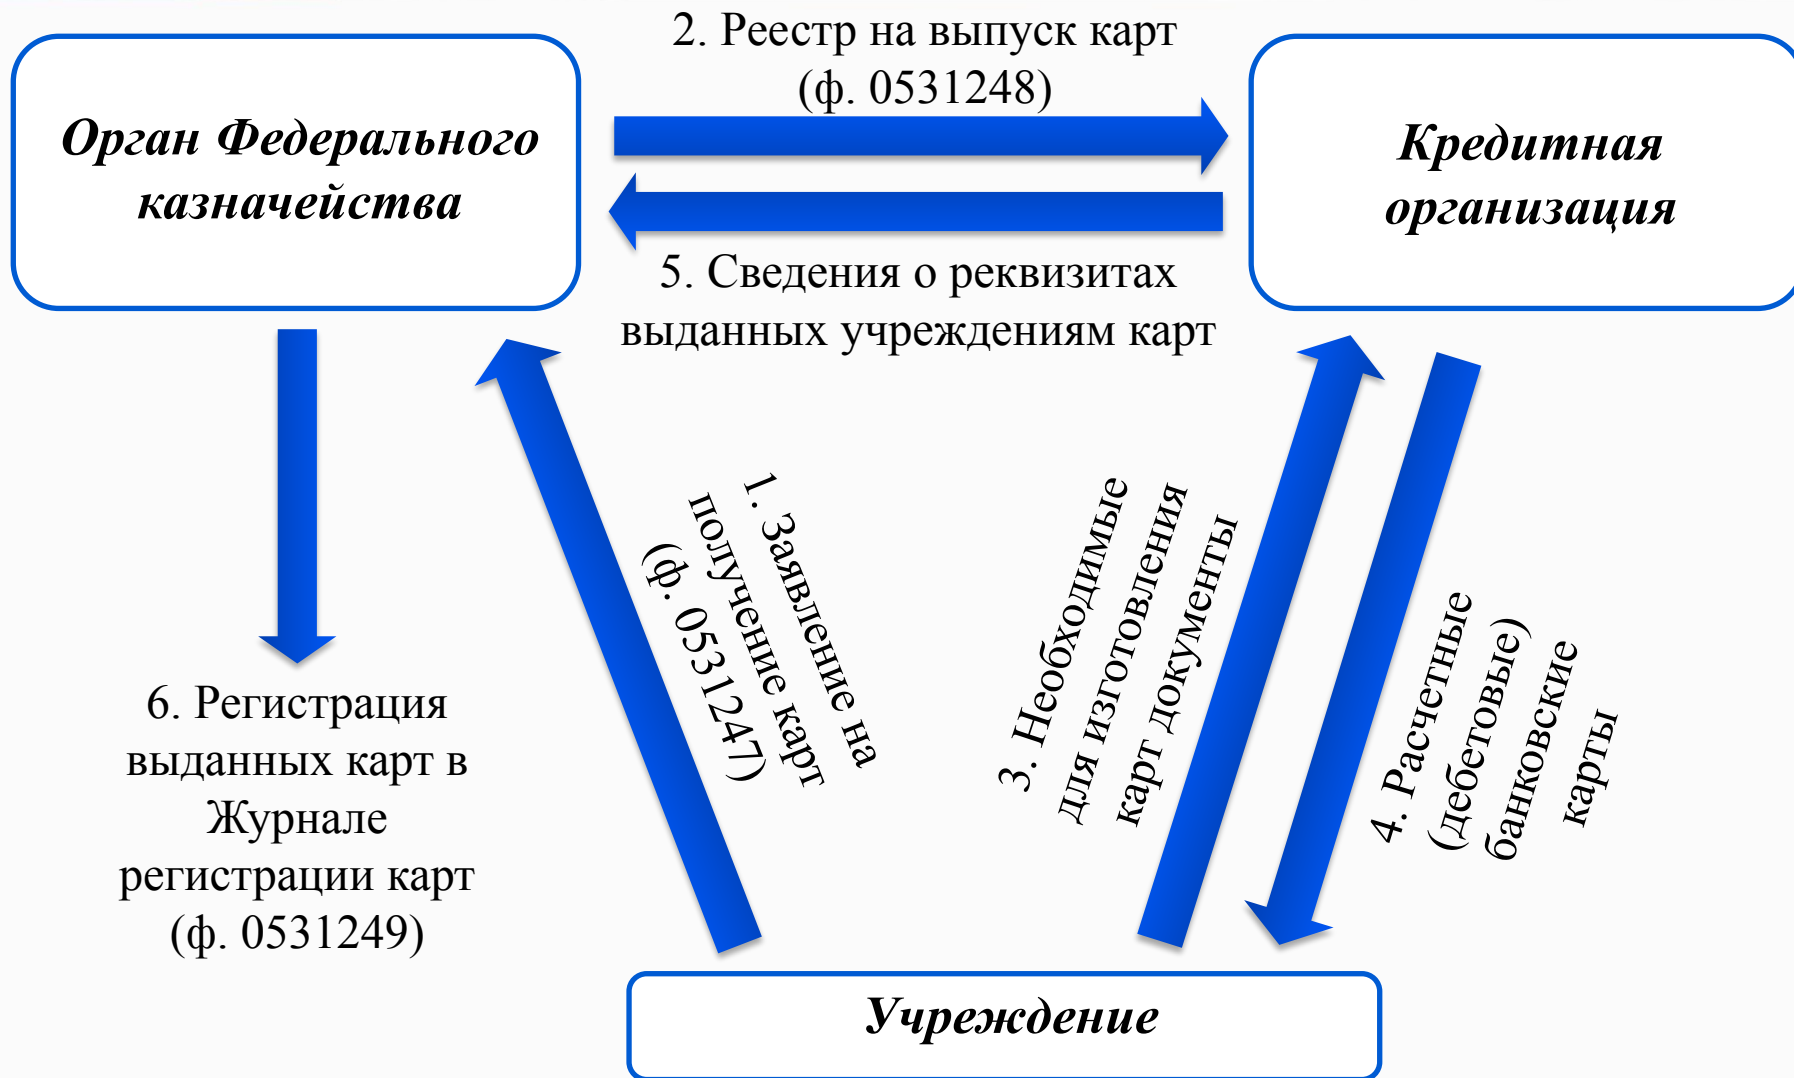 2. Реестр на выпуск карт
(ф. 0531248)
Орган Федерального
казначейства
Кредитная
организация
5. Сведения о реквизитах
выданных учреждениям карт
1. Заявление на
получение карт
(ф. 0531247)
3. Необходимые
для изготовления
карт документы
4. Расчетные
(дебетовые)
банковские
карты
6. Регистрация
выданных карт в
Журнале
регистрации карт
(ф. 0531249)
Учреждение